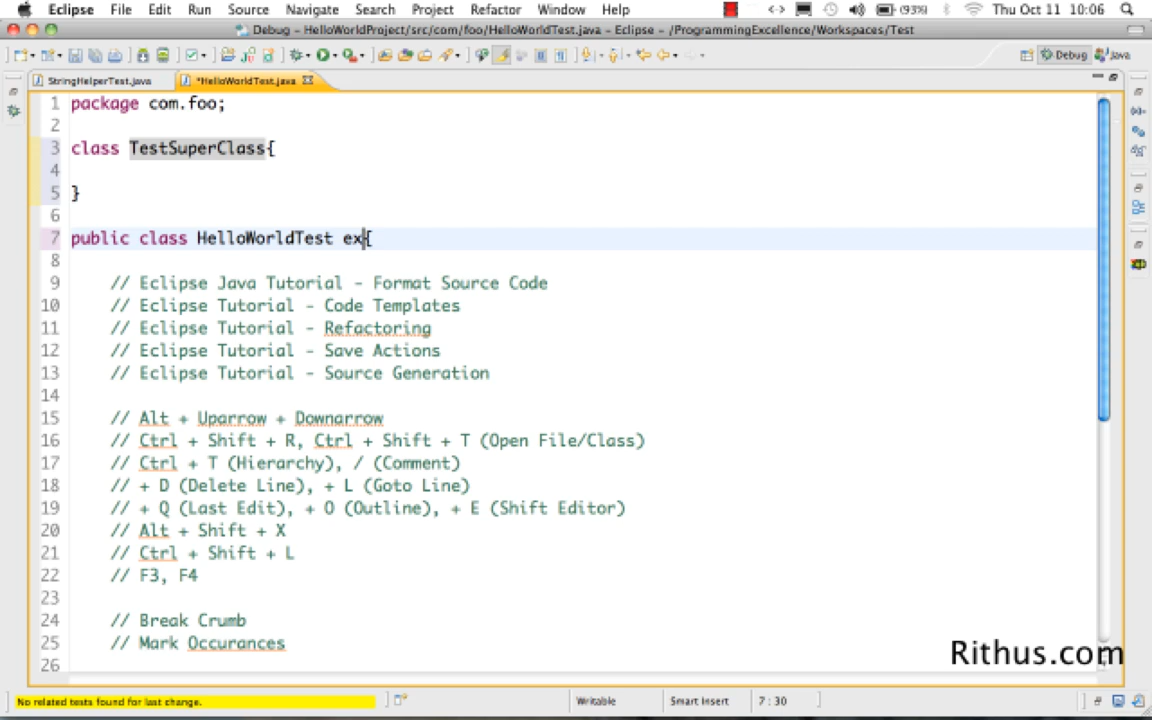 Eclipse File Edit Run Source Navigate Search Project Refactor Window Help (93%) Thu Oct 11 10:06
Debug – HelloWorldProject/src/com/foo/HelloWorldTest.java – Eclipse – /ProgrammingExcellence/Workspaces/Test
Debug Java
StringHelperTest.java *HelloWorldTest.java
1 package com.foo;
2
3 class TestSuperClass{
4
5 }
6
7 public class HelloWorldTest ex{
8
9 // Eclipse Java Tutorial - Format Source Code
10 // Eclipse Tutorial - Code Templates
11 // Eclipse Tutorial - Refactoring
12 // Eclipse Tutorial - Save Actions
13 // Eclipse Tutorial - Source Generation
14
15 // Alt + Uparrow + Downarrow
16 // Ctrl + Shift + R, Ctrl + Shift + T (Open File/Class)
17 // Ctrl + T (Hierarchy), / (Comment)
18 // + D (Delete Line), + L (Goto Line)
19 // + Q (Last Edit), + O (Outline), + E (Shift Editor)
20 // Alt + Shift + X
21 // Ctrl + Shift + L
22 // F3, F4
23
24 // Break Crumb
25 // Mark Occurances
26
Rithus.com
No related tests found for last change. Writable Smart Insert 7 : 30